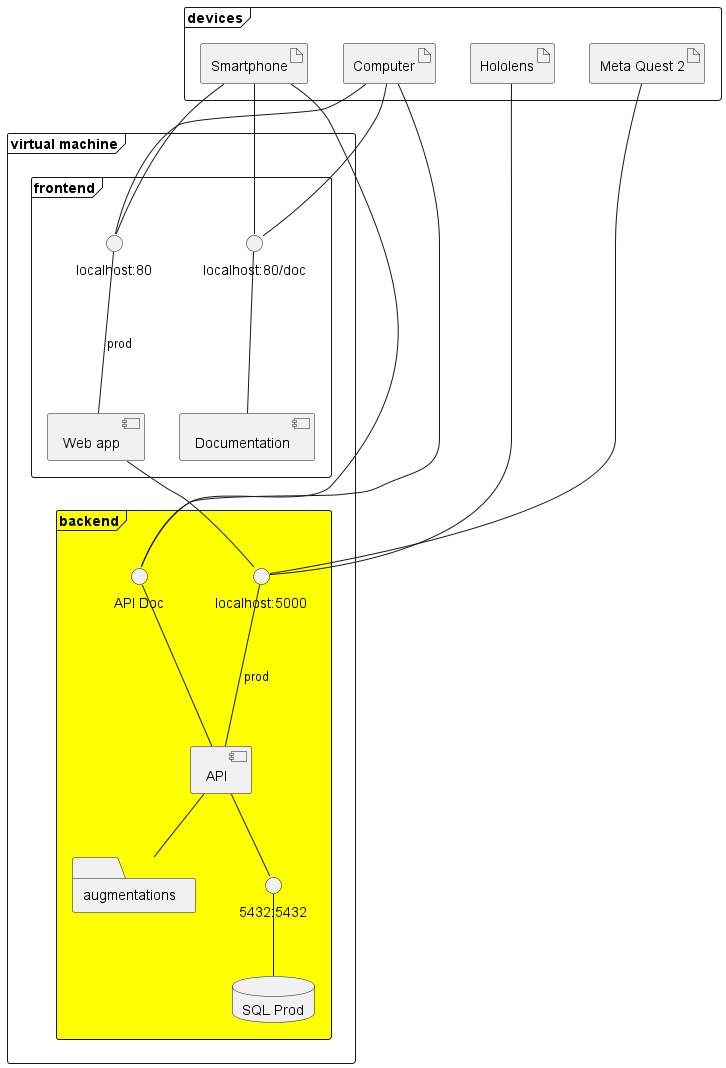 devices
Smartphone
Computer
Hololens
Meta Quest 2
virtual machine
frontend
localhost:80
localhost:80/doc
prod
Web app
Documentation
backend
API Doc
localhost:5000
prod
API
augmentations
5432:5432
SQL Prod